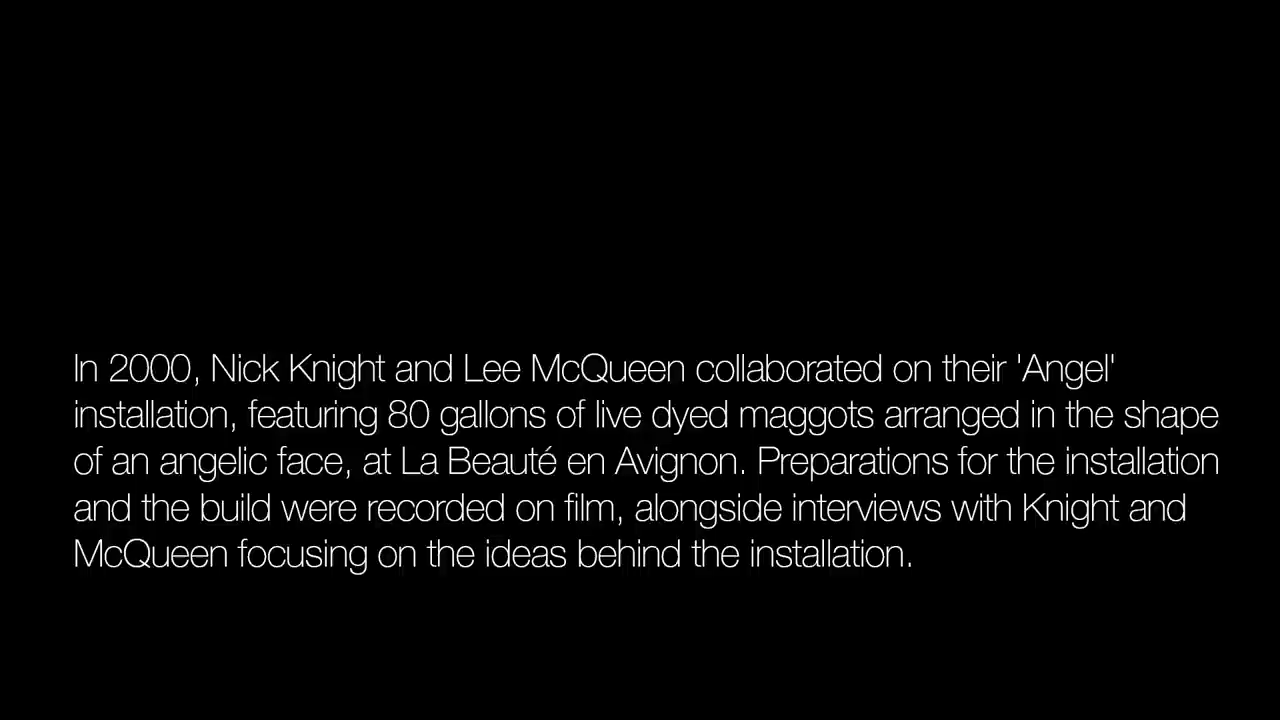 In 2000, Nick Knight and Lee McQueen collaborated on their 'Angel'
installation, featuring 80 gallons of live dyed maggots arranged in the shape
of an angelic face, at La Beauté en Avignon. Preparations for the installation
and the build were recorded on film, alongside interviews with Knight and
McQueen focusing on the ideas behind the installation.